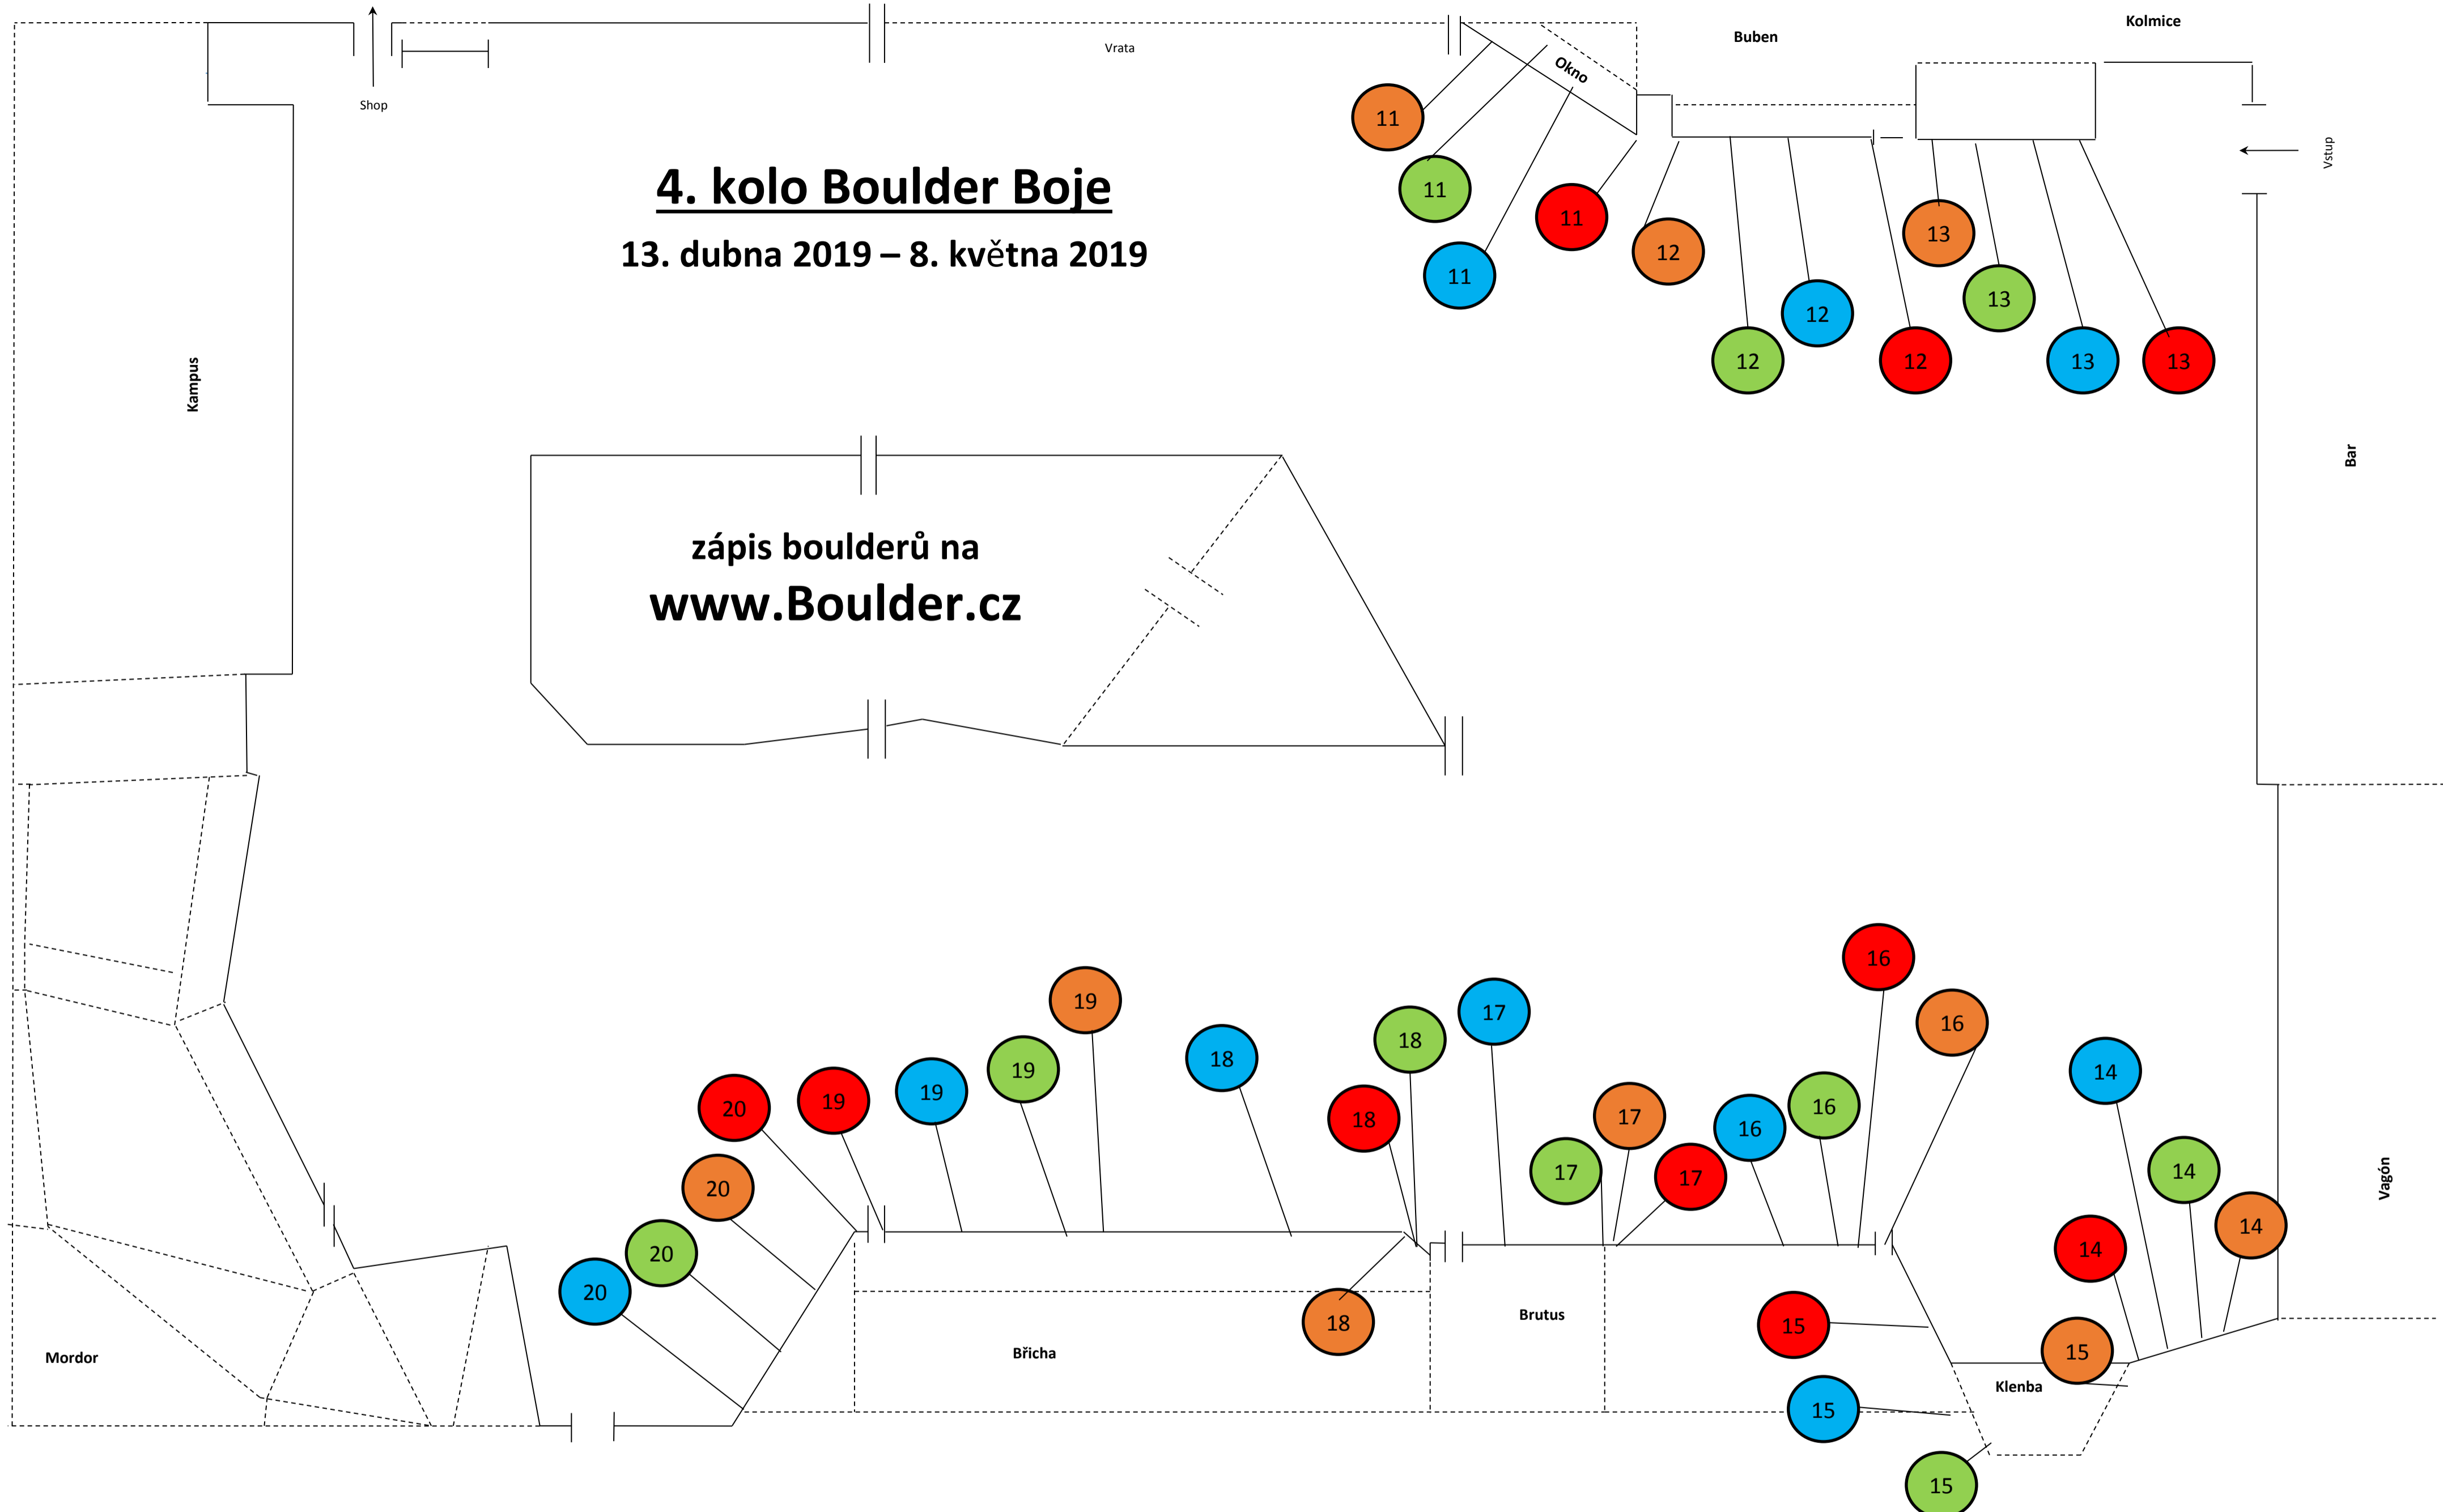 Kolmice
Buben
Vrata
Okno
Shop
11
4. kolo Boulder Boje
Vstup
11
11
11
12
13
13. dubna 2019 – 8. května 2019
11
13
12
12
12
13
13
Kampus
Bar
zápis boulderů na
www.Boulder.cz
16
19
17
16
18
18
19
14
19
19
20
16
17
18
16
14
17
17
Vagón
20
14
14
20
20
18
Brutus
15
Břicha
Mordor
15
Klenba
15
15